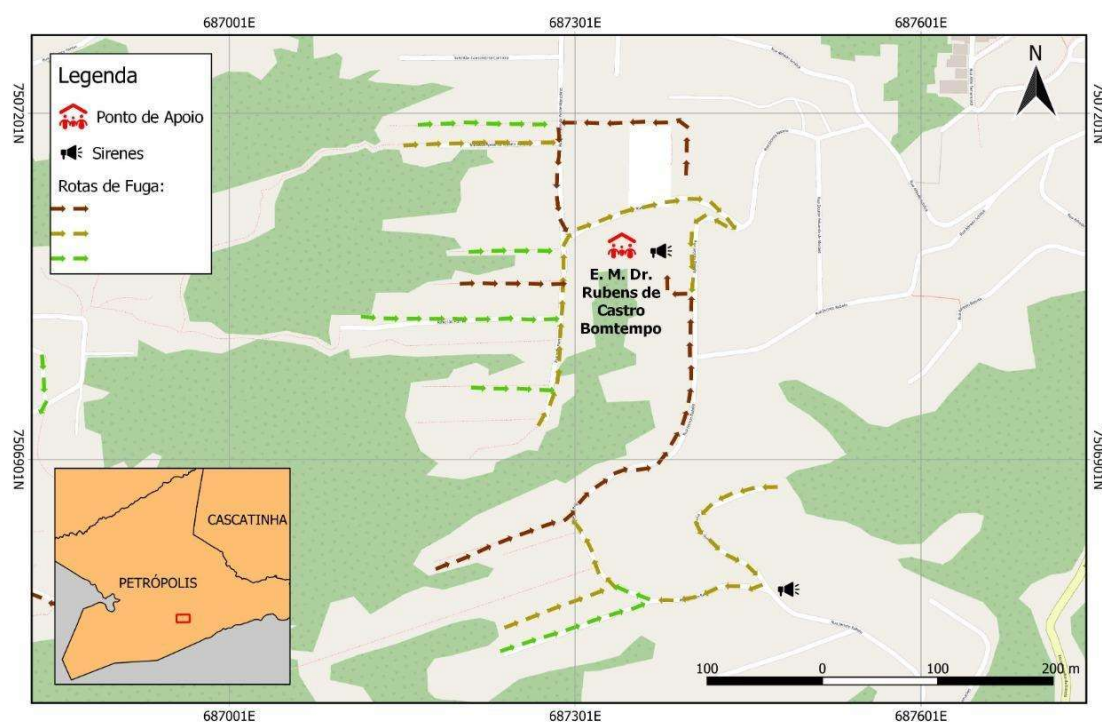 687001E
687301E
687601E
Legenda
Ponto de Apoio
Sirenes
Rotas de Fuga:
N
7507201N
7507201N
E. M. Dr.
Rubens de
Castro
Bomtempo
7506901N
7506901N
CASCATINHA
PETRÓPOLIS
100
0
100
200 m
687001E
687301E
687601E